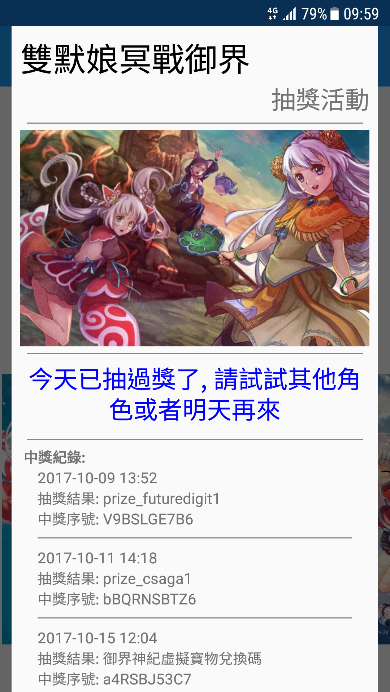 4G 79% 09:59
雙默娘冥戰御界
抽獎活動
今天已抽過獎了, 請試試其他角
色或者明天再來
中獎紀錄:
2017-10-09 13:52
抽獎結果: prize_futuredigit1
中獎序號: V9BSLGE7B6
2017-10-11 14:18
抽獎結果: prize_csaga1
中獎序號: bBQRNSBTZ6
2017-10-15 12:04
抽獎結果: 御界神紀虛擬寶物兌換碼
中獎序號: a4RSBJ53C7